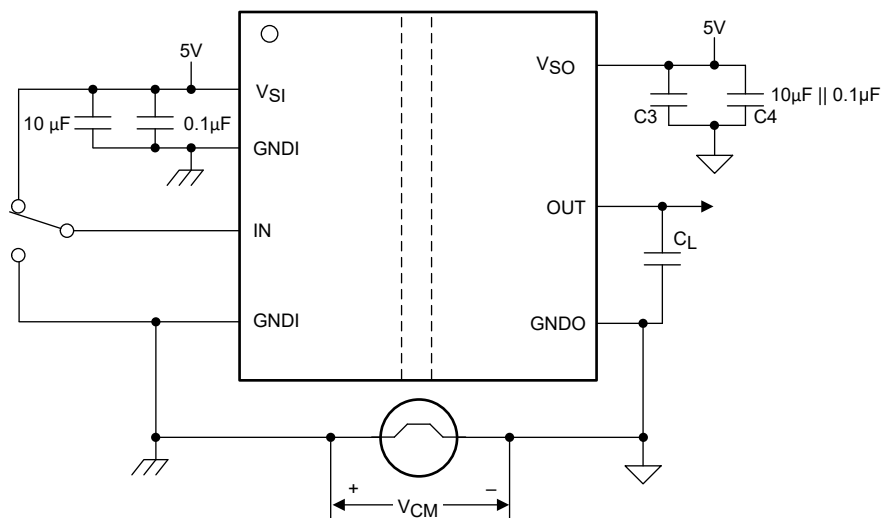 5V
5V
V_SO
V_SI
10μF || 0.1μF
10 μF
0.1μF
C3
C4
GNDI
OUT
IN
C_L
GNDI
GNDO
+
–
V_CM